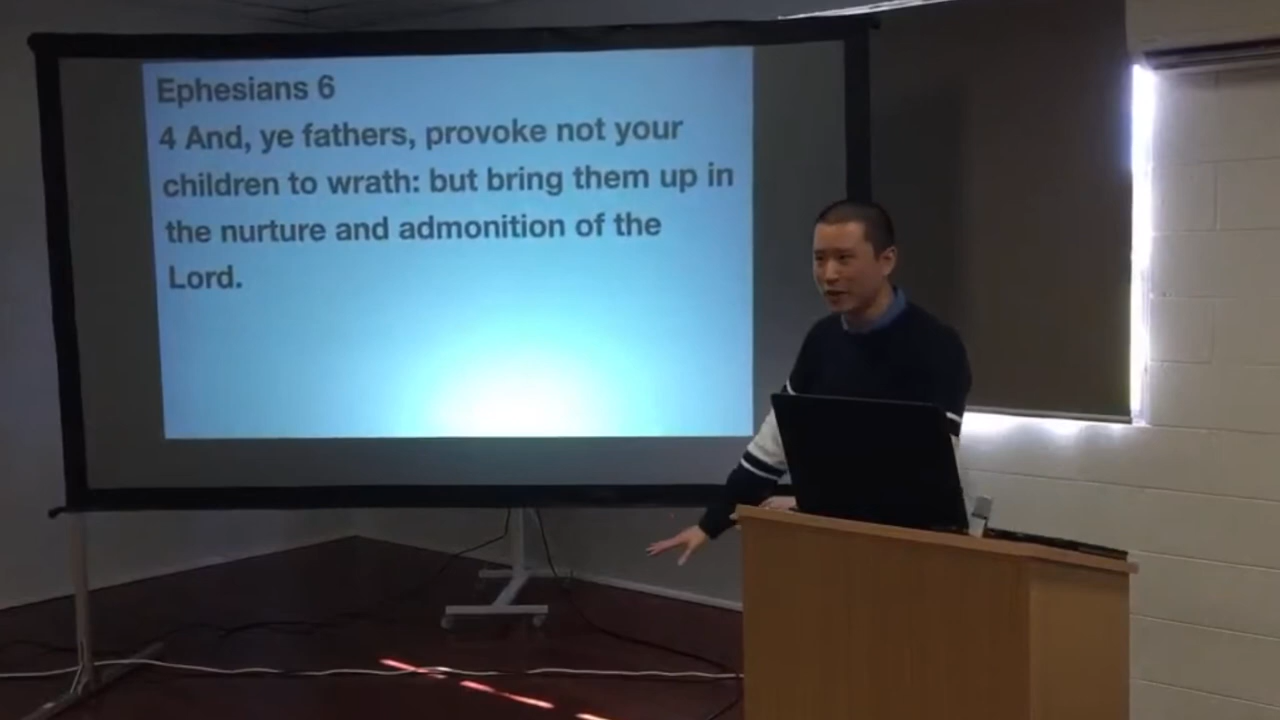 Ephesians 6
4 And, ye fathers, provoke not your
children to wrath: but bring them up in
the nurture and admonition of the
Lord.